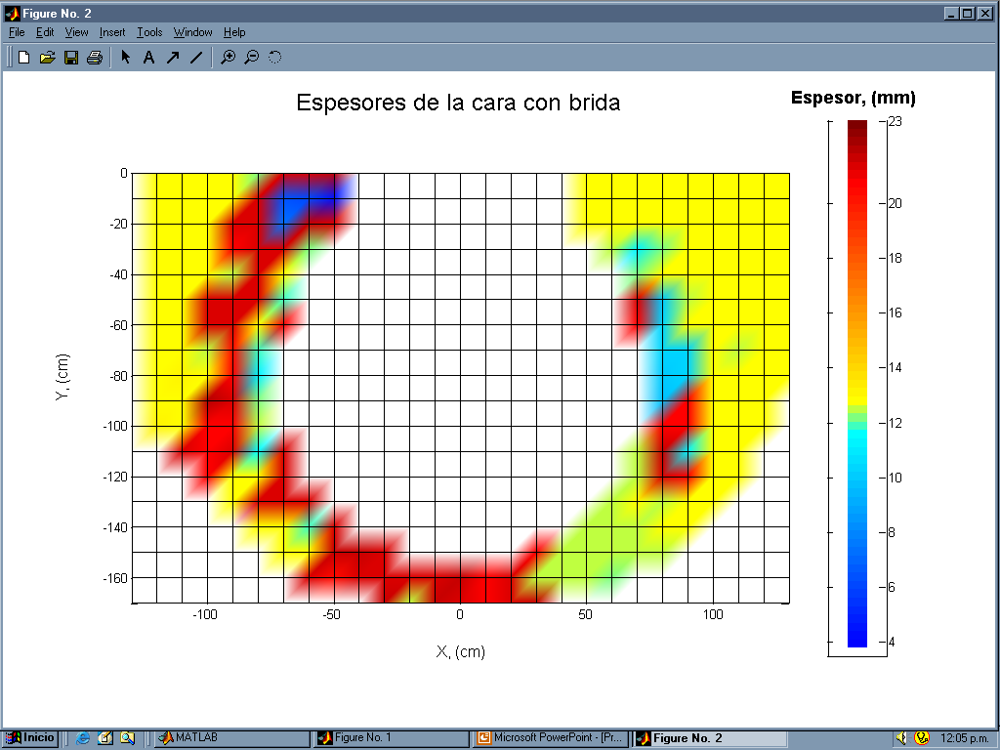 Figure No. 2
File Edit View Insert Tools Window Help
A
Espesores de la cara con brida
Espesor, (mm)
23
20
18
16
14
12
10
8
6
4
0
-20
-40
-60
-80
-100
-120
-140
-160
Y, (cm)
-100 -50 0 50 100
X, (cm)
Inicio MATLAB Figure No. 1 Microsoft PowerPoint - [Pr... Figure No. 2 12:05 p.m.